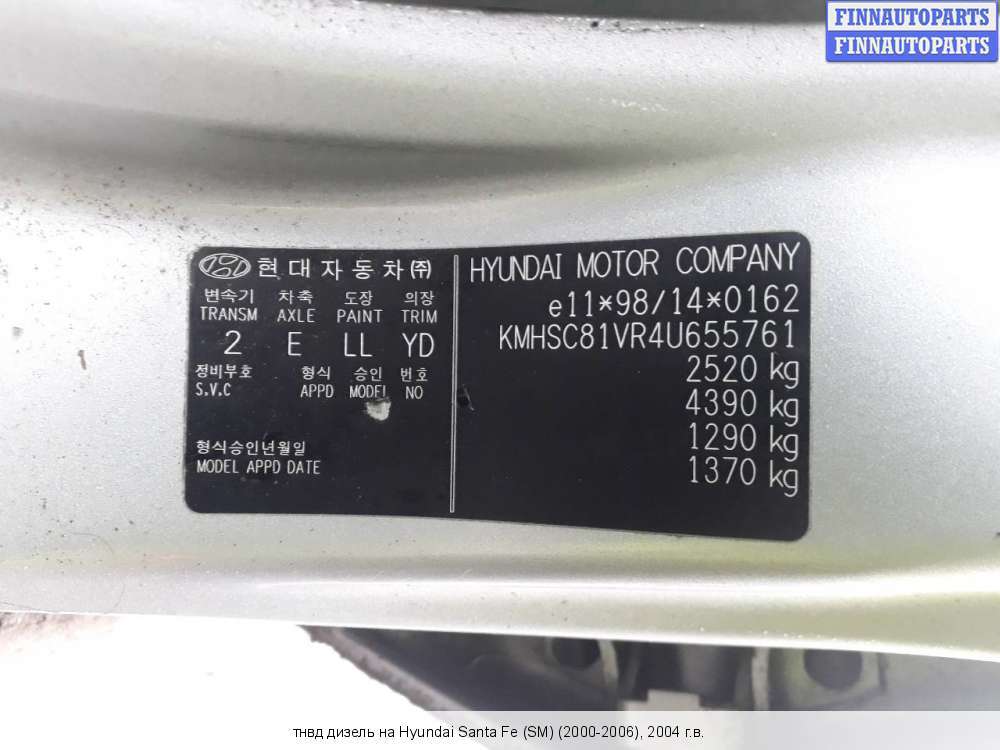 FINNAUTOPARTS
FINNAUTOPARTS
현대자동차㈜
변속기 차축 도장 의장
TRANSM AXLE PAINT TRIM
2 E LL YD
정비부호 형식 승인 번호
S.V.C APPD MODEL NO
형식승인년월일
MODEL APPD DATE
HYUNDAI MOTOR COMPANY
e11*98/14*0162
KMHSC81VR4U655761
2520 kg
4390 kg
1290 kg
1370 kg
тнвд дизель на Hyundai Santa Fe (SM) (2000-2006), 2004 г.в.